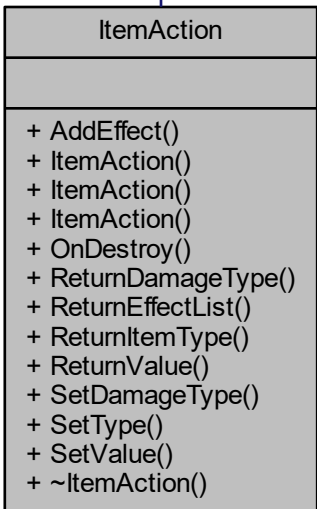 ItemAction
+ AddEffect()
+ ItemAction()
+ ItemAction()
+ ItemAction()
+ OnDestroy()
+ ReturnDamageType()
+ ReturnEffectList()
+ ReturnItemType()
+ ReturnValue()
+ SetDamageType()
+ SetType()
+ SetValue()
+ ~ItemAction()